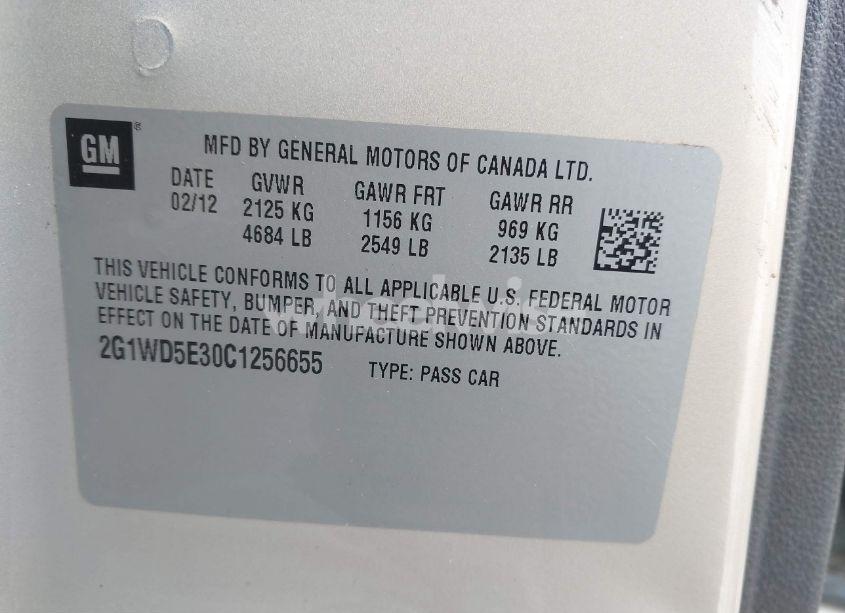 GM
MFD BY GENERAL MOTORS OF CANADA LTD.
DATE GVWR GAWR FRT GAWR RR
02/12 2125 KG 1156 KG 969 KG
4684 LB 2549 LB 2135 LB
THIS VEHICLE CONFORMS TO ALL APPLICABLE U.S. FEDERAL MOTOR
VEHICLE SAFETY, BUMPER, AND THEFT PREVENTION STANDARDS IN
EFFECT ON THE DATE OF MANUFACTURE SHOWN ABOVE.
2G1WD5E30C1256655 TYPE: PASS CAR